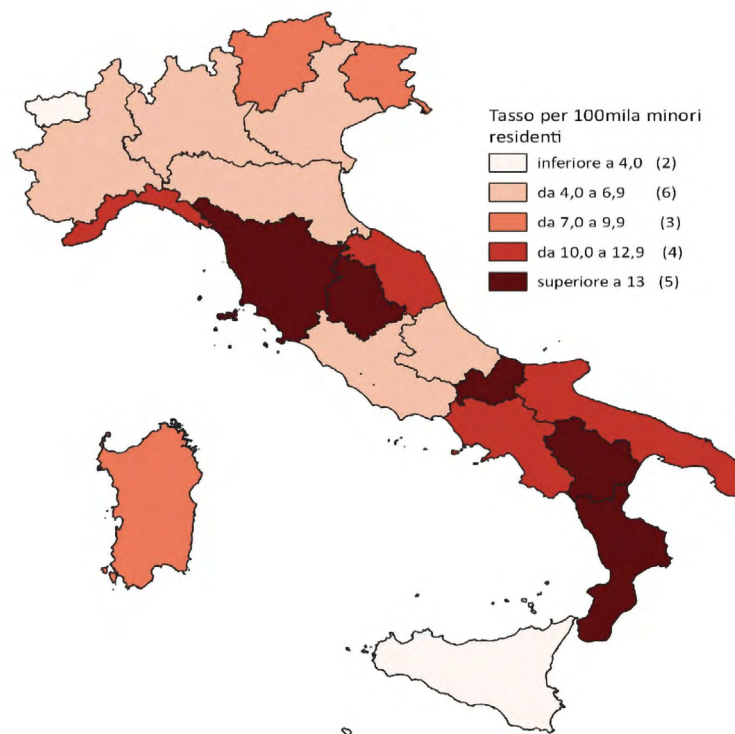 Tasso per 100mila minori
residenti
inferiore a 4,0 (2)
da 4,0 a 6,9 (6)
da 7,0 a 9,9 (3)
da 10,0 a 12,9 (4)
superiore a 13 (5)